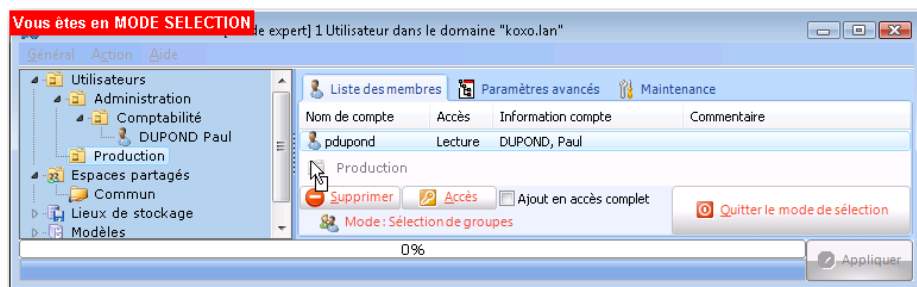 Vous êtes en MODE SELECTION
de expert] 1 Utilisateur dans le domaine "koxo.lan"
Général Action Aide
Utilisateurs
Administration
Comptabilité
DUPOND Paul
Production
Espaces partagés
Commun
Lieux de stockage
Modèles
Liste des membres Paramètres avancés Maintenance
Nom de compte Accès Information compte Commentaire
pdupond Lecture DUPOND, Paul
Production
Supprimer Accès Ajout en accès complet
Mode : Sélection de groupes
Quitter le mode de sélection
0%
Appliquer